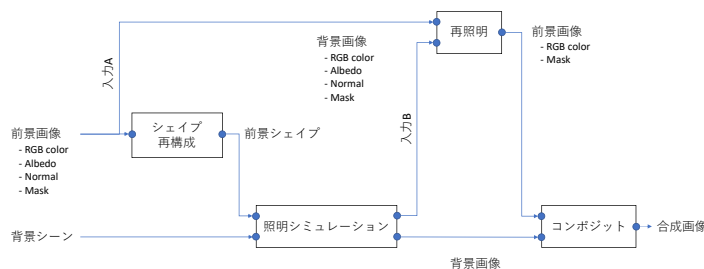 背景画像
- RGB color
- Albedo
- Normal
- Mask
再照明
前景画像
- RGB color
- Mask
入力A
入力B
前景画像
- RGB color
- Albedo
- Normal
- Mask
シェイプ
再構成
前景シェイプ
背景シーン
照明シミュレーション
コンポジット
合成画像
背景画像